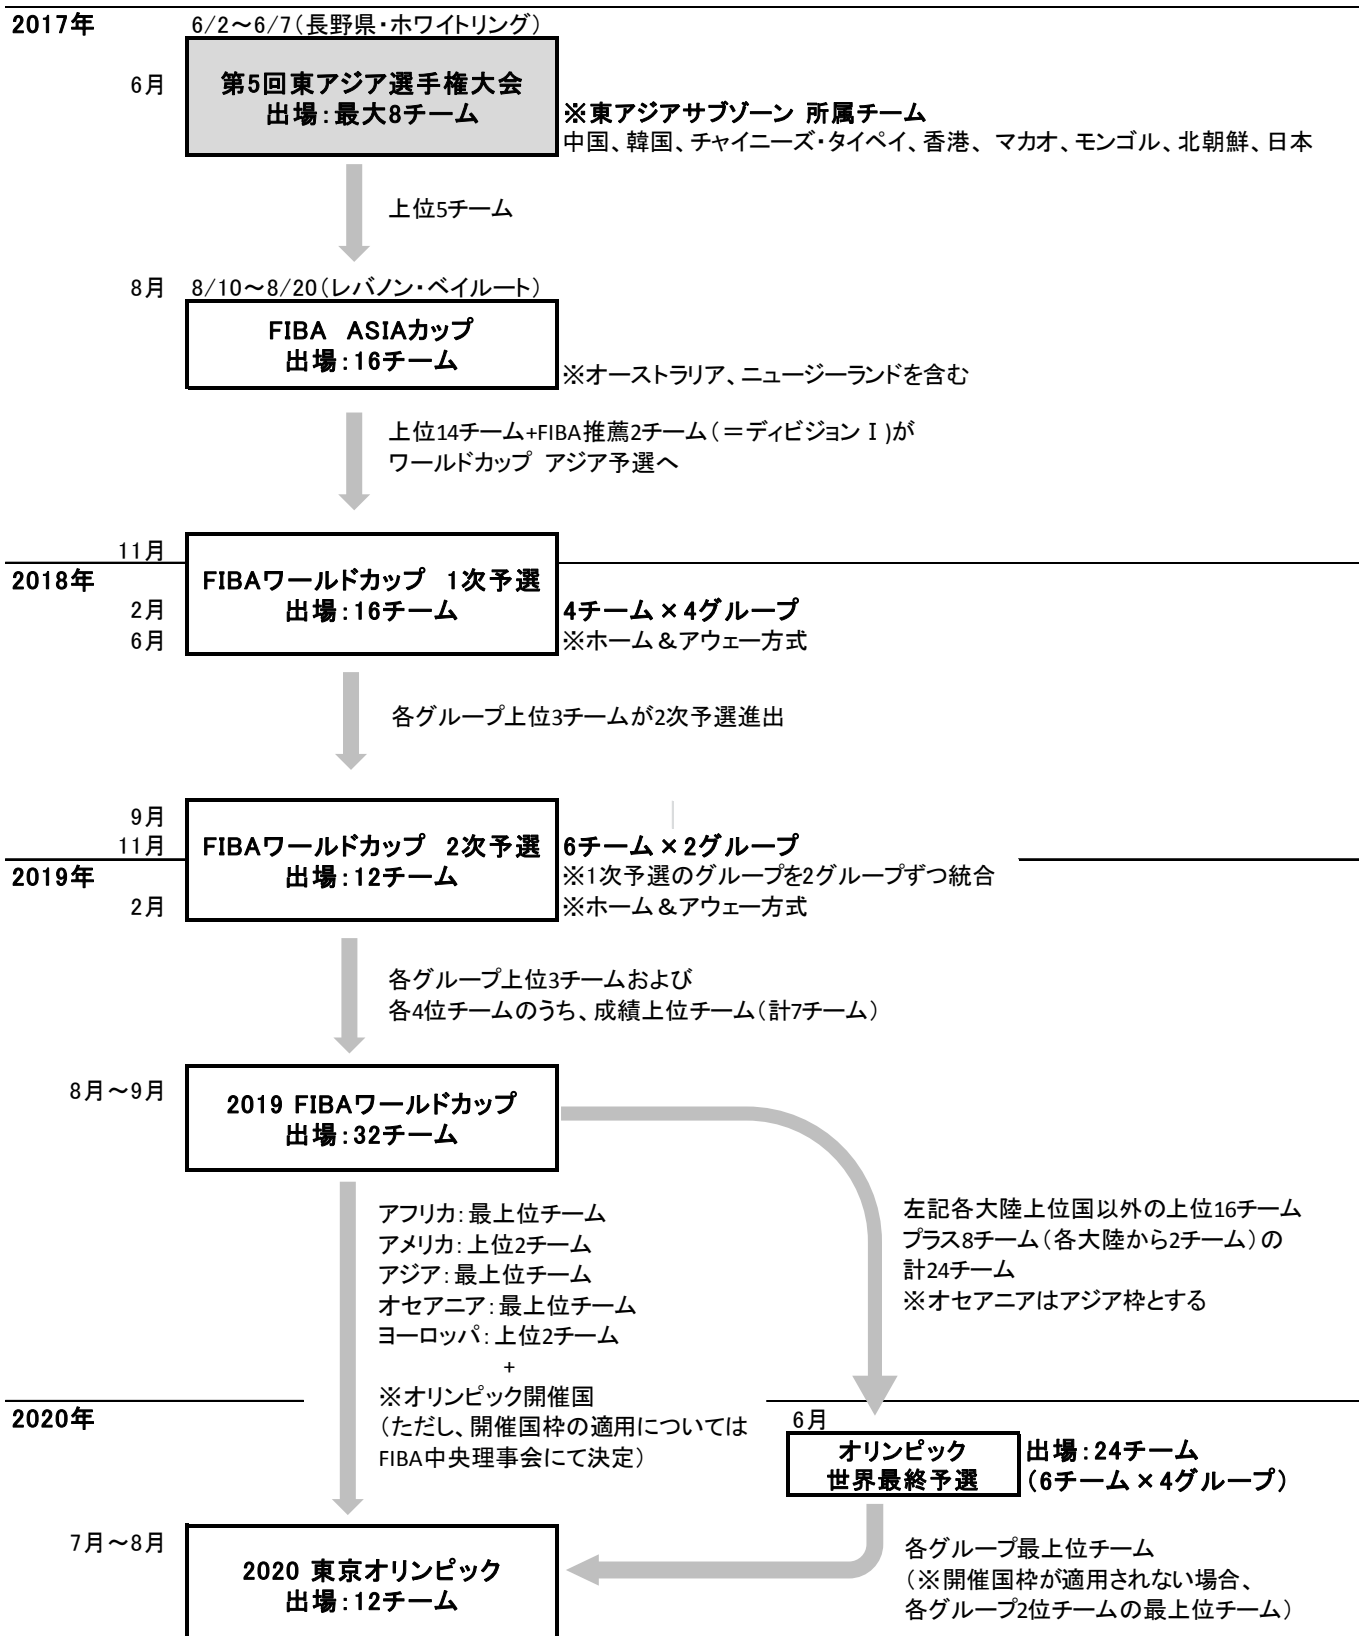 2017年
6/2～6/7（長野県・ホワイトリング）
6月
第5回東アジア選手権大会
出場：最大8チーム
※東アジアサブゾーン 所属チーム
中国、韓国、チャイニーズ・タイペイ、香港、マカオ、モンゴル、北朝鮮、日本
上位5チーム
8月
8/10～8/20（レバノン・ベイルート）
FIBA　ASIAカップ
出場：16チーム
※オーストラリア、ニュージーランドを含む
上位14チーム+FIBA推薦2チーム（＝ディビジョンⅠ)が
ワールドカップ アジア予選へ
11月
2018年
2月
6月
FIBAワールドカップ　1次予選
出場：16チーム
4チーム×4グループ
※ホーム＆アウェー方式
各グループ上位3チームが2次予選進出
9月
11月
2019年
2月
FIBAワールドカップ　2次予選
出場：12チーム
6チーム×2グループ
※1次予選のグループを2グループずつ統合
※ホーム＆アウェー方式
各グループ上位3チームおよび
各4位チームのうち、成績上位チーム（計7チーム）
8月～9月
2019 FIBAワールドカップ
出場：32チーム
アフリカ：最上位チーム
アメリカ：上位2チーム
アジア：最上位チーム
オセアニア：最上位チーム
ヨーロッパ：上位2チーム
+
※オリンピック開催国
（ただし、開催国枠の適用については
FIBA中央理事会にて決定）
左記各大陸上位国以外の上位16チーム
プラス8チーム（各大陸から2チーム）の
計24チーム
※オセアニアはアジア枠とする
2020年
6月
オリンピック
世界最終予選
出場：24チーム
（6チーム×4グループ）
7月～8月
2020 東京オリンピック
出場：12チーム
各グループ最上位チーム
（※開催国枠が適用されない場合、
各グループ2位チームの最上位チーム）